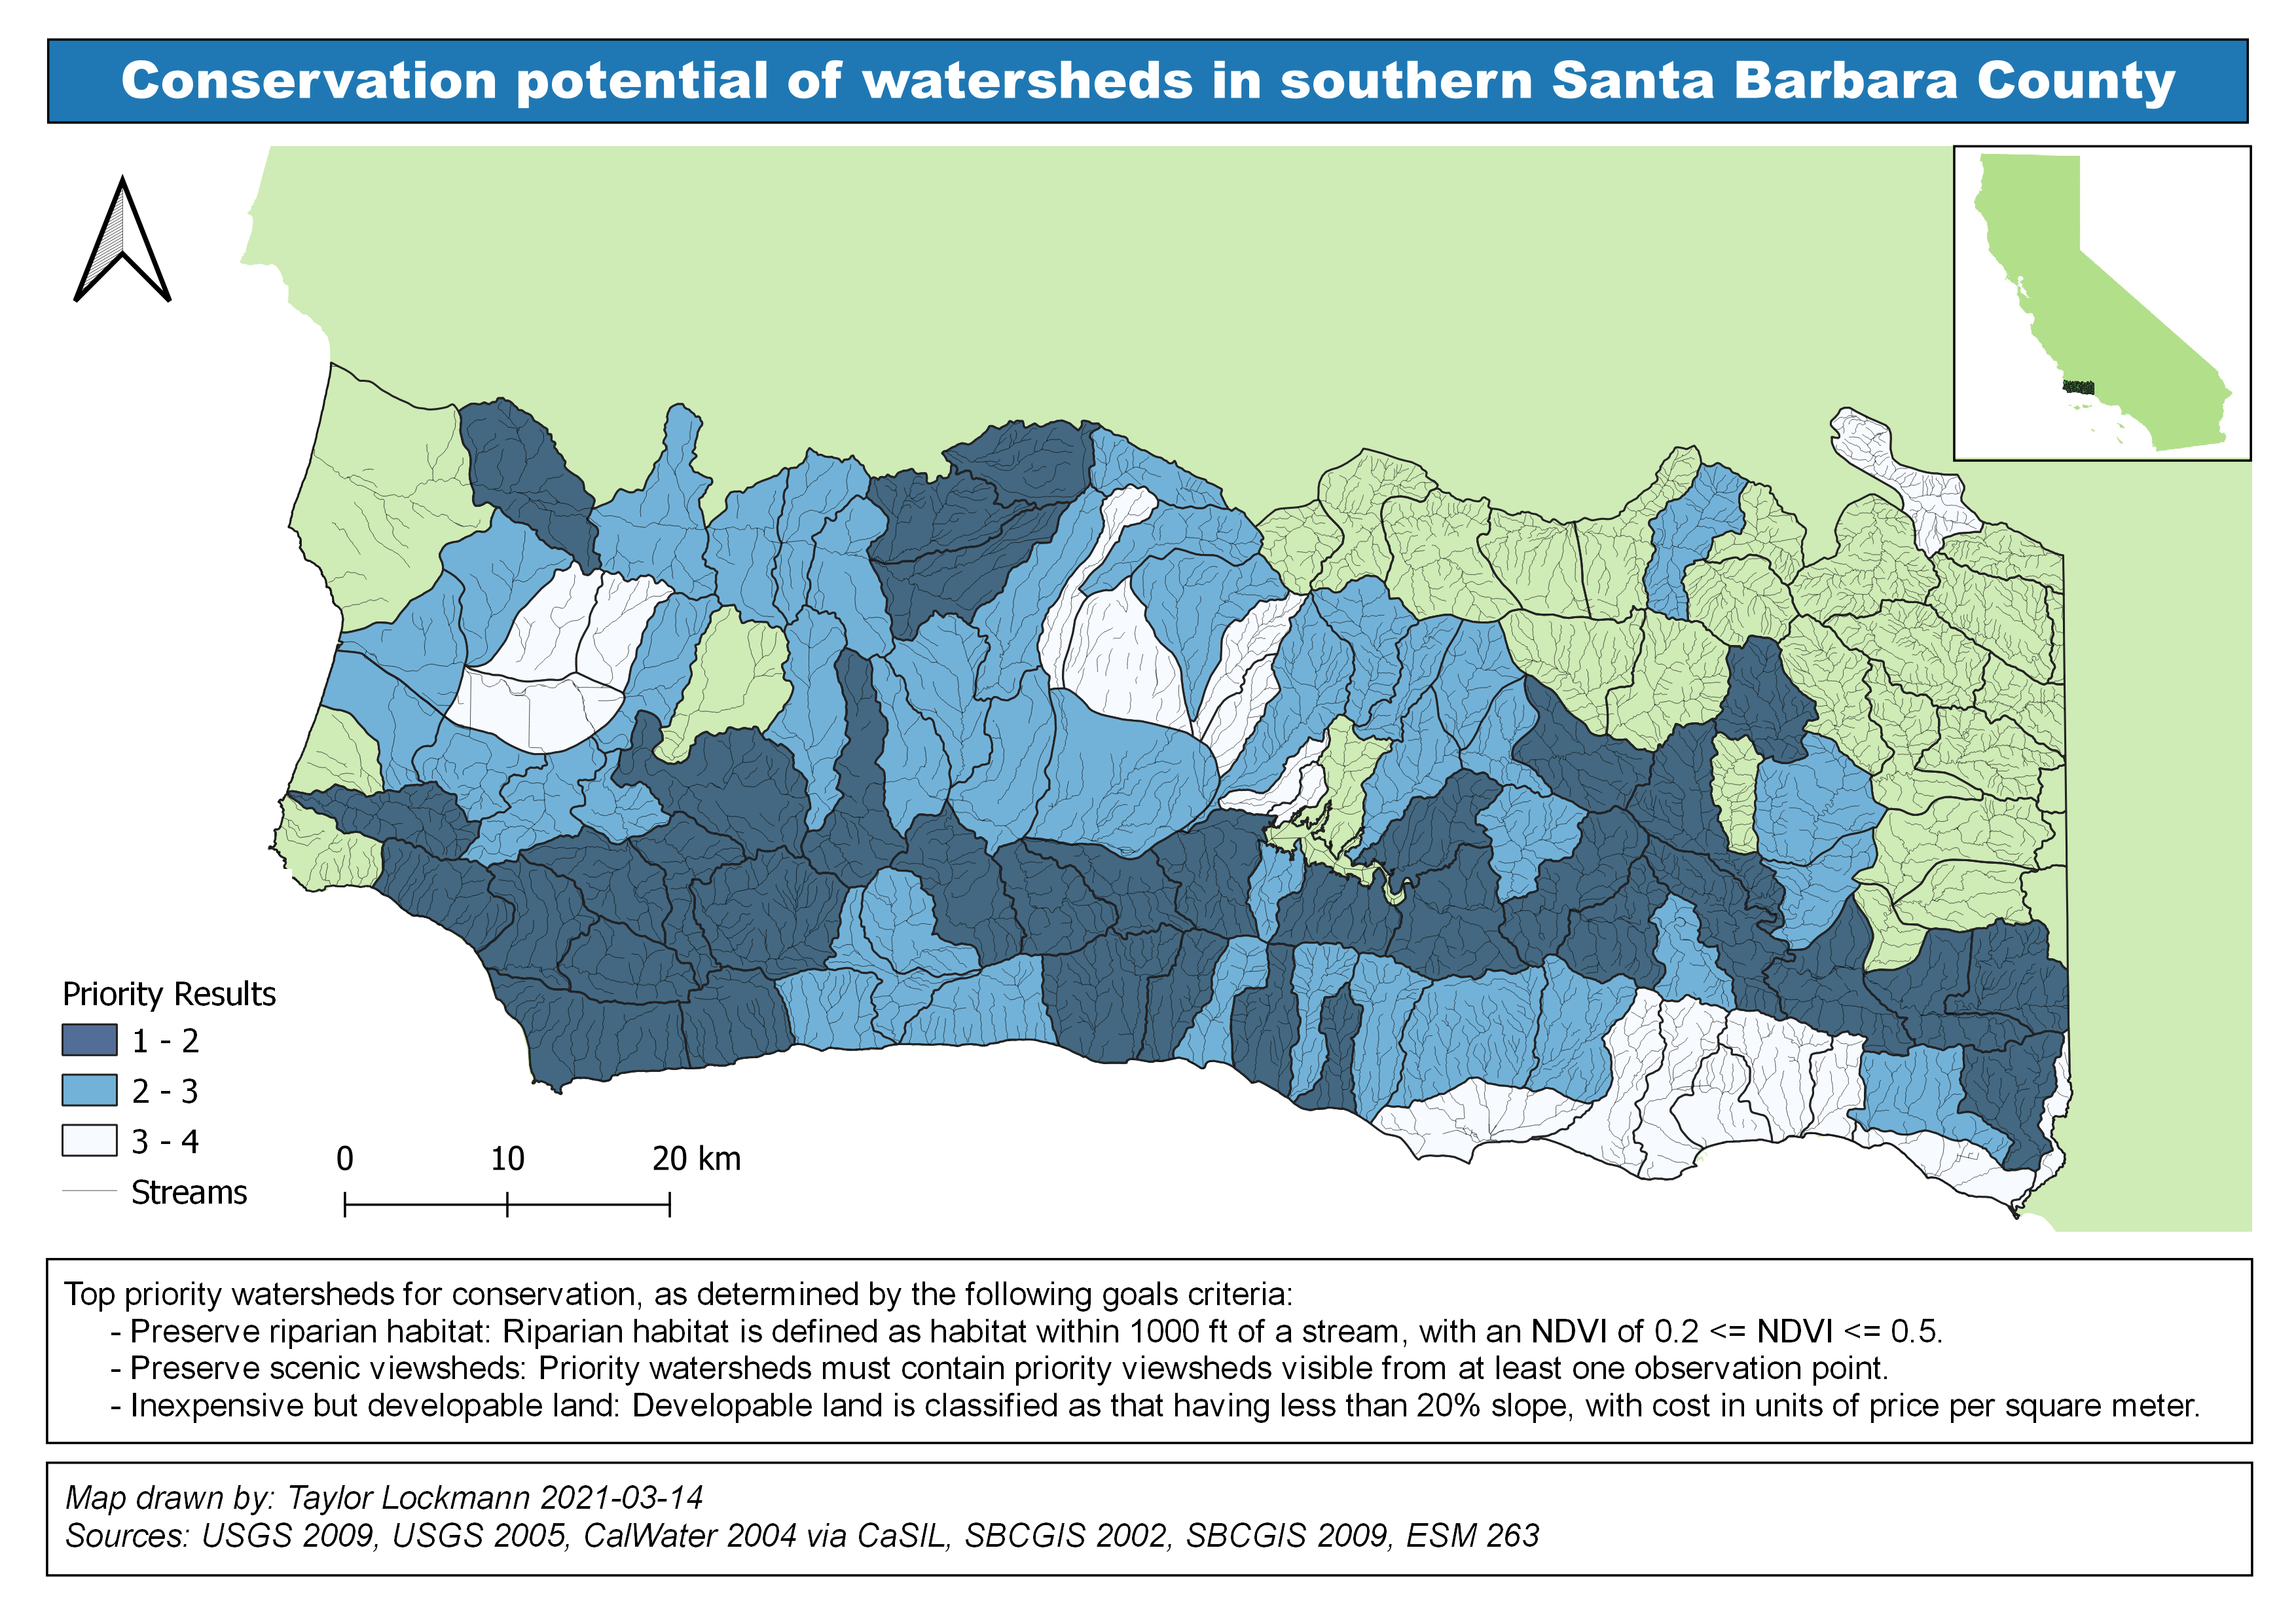 Conservation potential of watersheds in southern Santa Barbara County
Priority Results
1 - 2
2 - 3
3 - 4
Streams
0 10 20 km
Top priority watersheds for conservation, as determined by the following goals criteria:
- Preserve riparian habitat: Riparian habitat is defined as habitat within 1000 ft of a stream, with an NDVI of 0.2 <= NDVI <= 0.5.
- Preserve scenic viewsheds: Priority watersheds must contain priority viewsheds visible from at least one observation point.
- Inexpensive but developable land: Developable land is classified as that having less than 20% slope, with cost in units of price per square meter.
Map drawn by: Taylor Lockmann 2021-03-14
Sources: USGS 2009, USGS 2005, CalWater 2004 via CaSIL, SBCGIS 2002, SBCGIS 2009, ESM 263